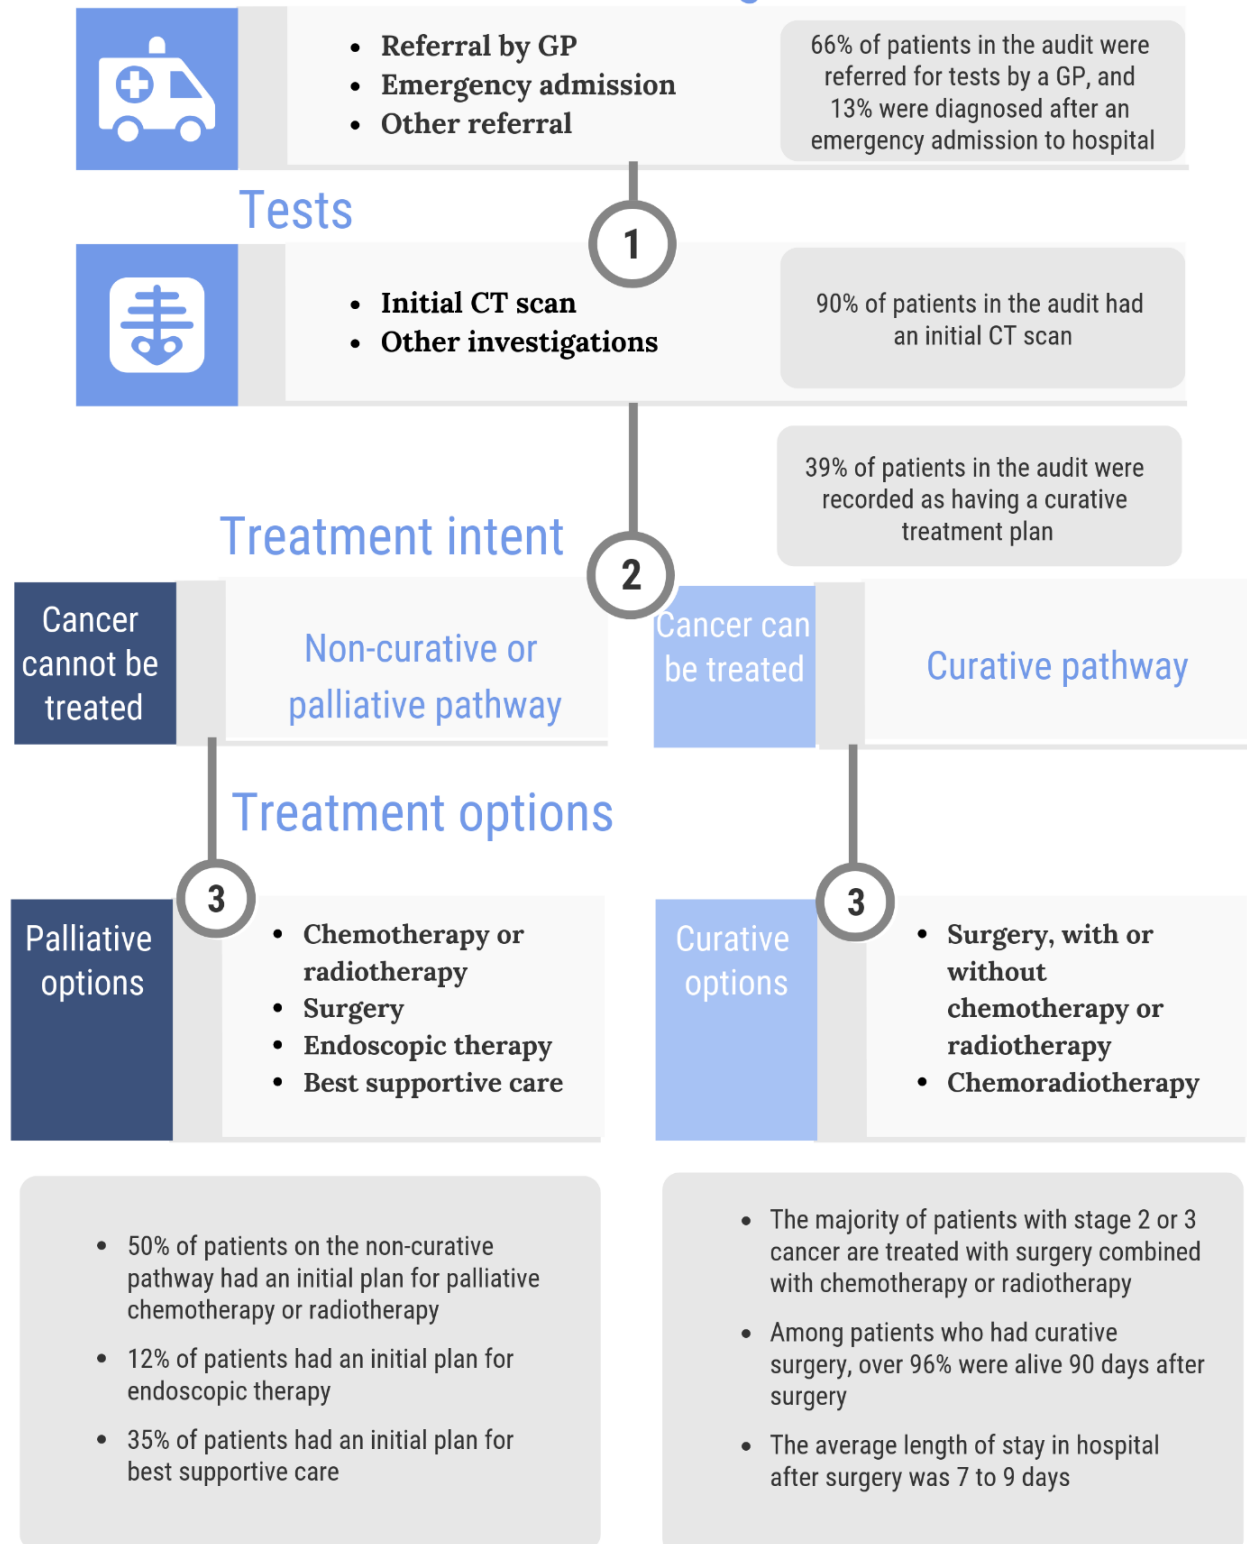 • Referral by GP
• Emergency admission
• Other referral
66% of patients in the audit were
referred for tests by a GP, and
13% were diagnosed after an
emergency admission to hospital
Tests
1
• Initial CT scan
• Other investigations
90% of patients in the audit had
an initial CT scan
39% of patients in the audit were
recorded as having a curative
treatment plan
Treatment intent
2
Cancer
cannot be
treated
Non-curative or
palliative pathway
Cancer can
be treated
Curative pathway
Treatment options
3
Palliative
options
• Chemotherapy or
radiotherapy
• Surgery
• Endoscopic therapy
• Best supportive care
3
Curative
options
• Surgery, with or
without
chemotherapy or
radiotherapy
• Chemoradiotherapy
• 50% of patients on the non-curative
pathway had an initial plan for palliative
chemotherapy or radiotherapy
• 12% of patients had an initial plan for
endoscopic therapy
• 35% of patients had an initial plan for
best supportive care
• The majority of patients with stage 2 or 3
cancer are treated with surgery combined
with chemotherapy or radiotherapy
• Among patients who had curative
surgery, over 96% were alive 90 days after
surgery
• The average length of stay in hospital
after surgery was 7 to 9 days